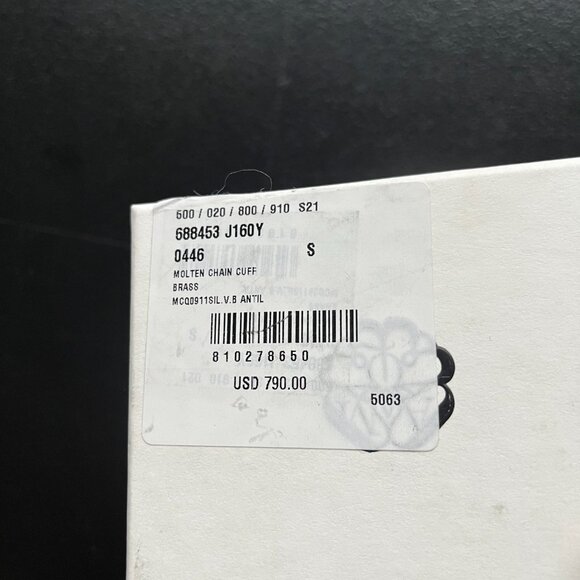 500 / 020 / 800 / 910 S21
688453 J160Y
0446 S
MOLTEN CHAIN CUFF
BRASS
MCQ0911SIL.V.B ANTIL
810278650
USD 790.00
5063